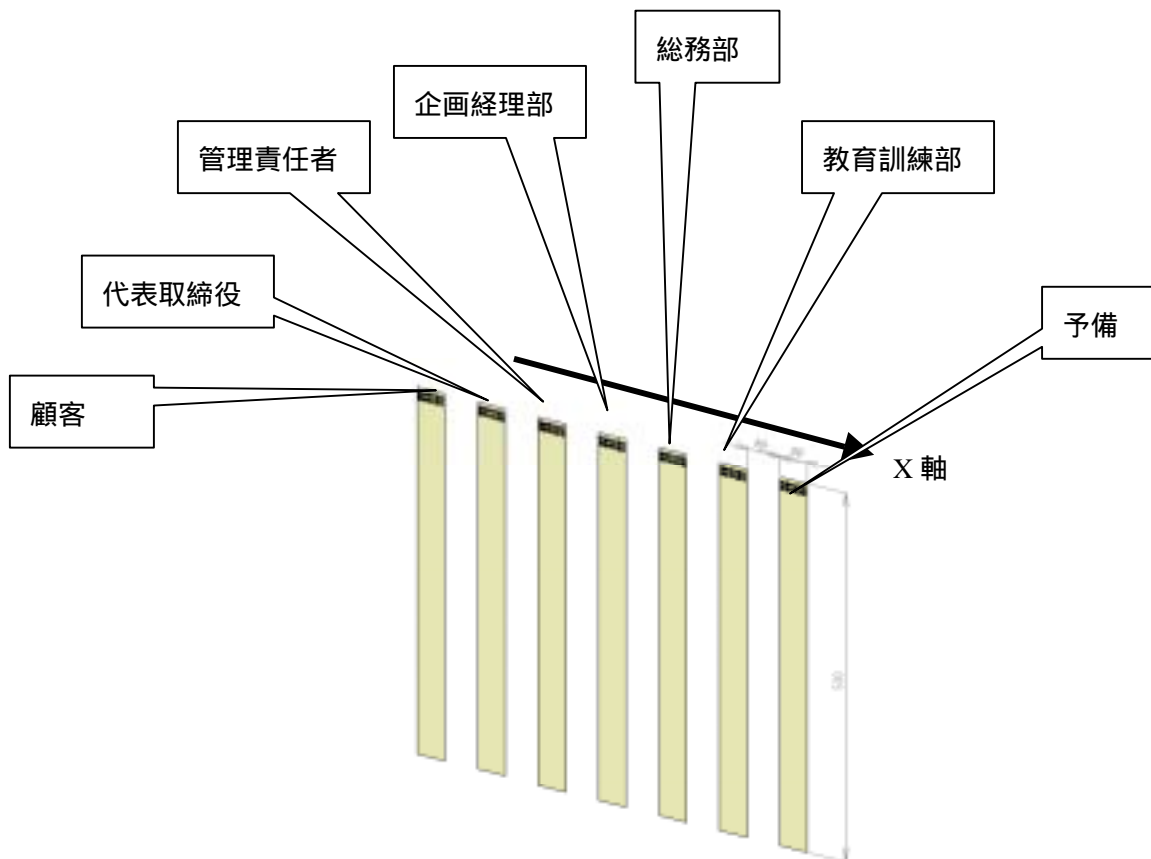 総務部
企画経理部
管理責任者
教育訓練部
代表取締役
予備
顧客
X 軸